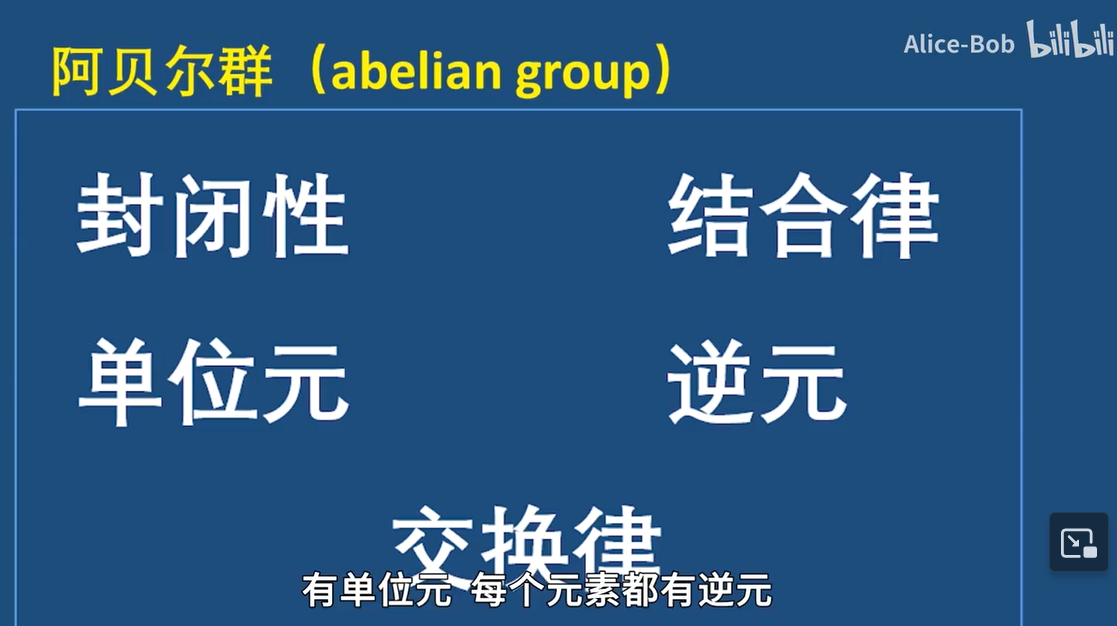 Alice-Bob bilibili
阿贝尔群（abelian group）
封闭性 结合律
单位元 逆元
交换律
有单位元 每个元素都有逆元